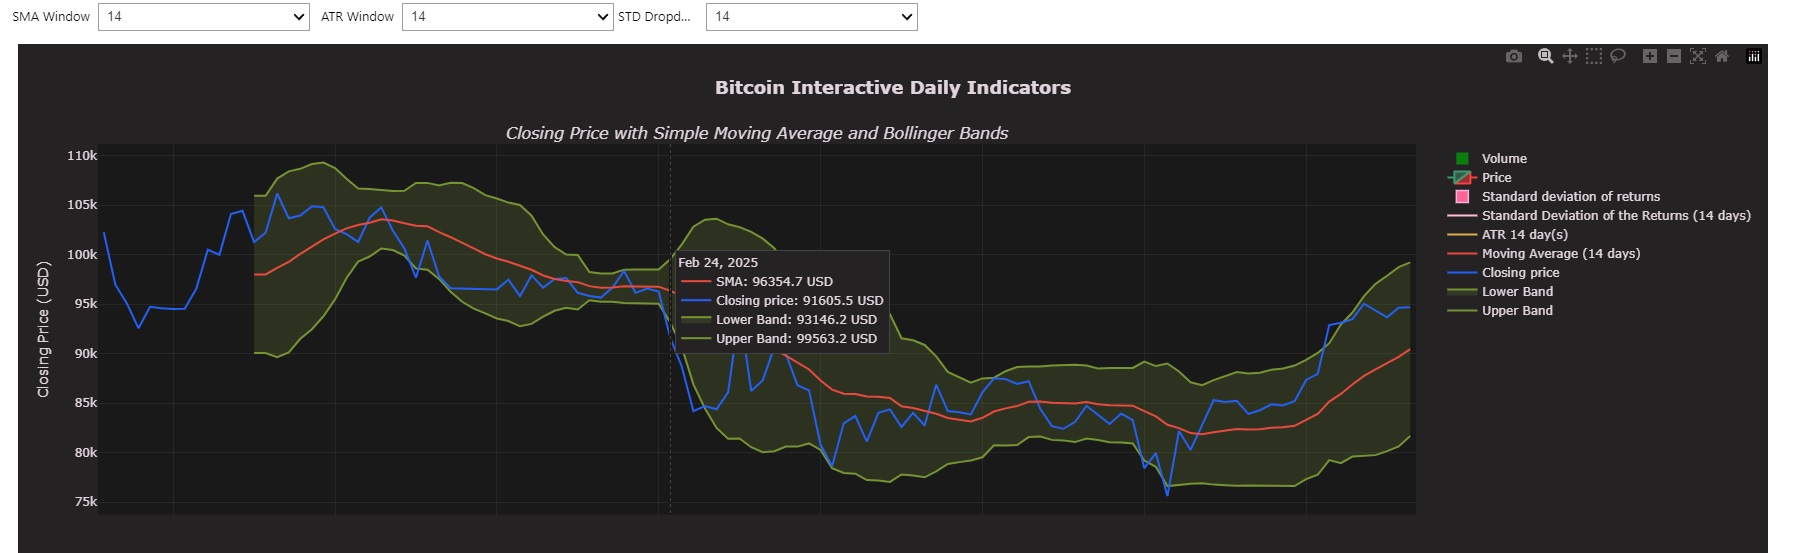 SMA Window 14 ATR Window 14 STD Dropd... 14
Bitcoin Interactive Daily Indicators
Closing Price with Simple Moving Average and Bollinger Bands
Closing Price (USD)
110k
105k
100k
95k
90k
85k
80k
75k
Feb 24, 2025
SMA: 96354.7 USD
Closing price: 91605.5 USD
Lower Band: 93146.2 USD
Upper Band: 99563.2 USD
Volume
Price
Standard deviation of returns
Standard Deviation of the Returns (14 days)
ATR 14 day(s)
Moving Average (14 days)
Closing price
Lower Band
Upper Band